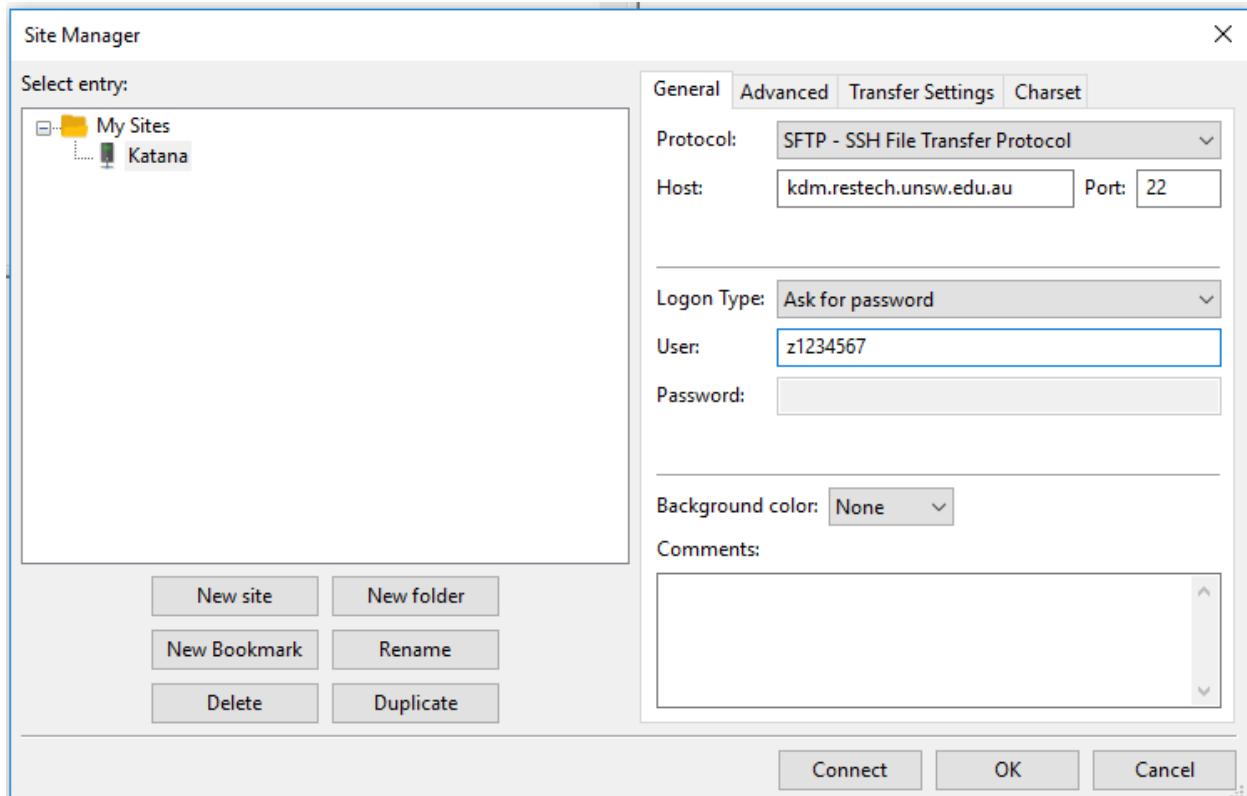 Site Manager
Select entry:
My Sites
Katana
New site New folder
New Bookmark Rename
Delete Duplicate
General Advanced Transfer Settings Charset
Protocol: SFTP - SSH File Transfer Protocol
Host: kdm.restech.unsw.edu.au Port: 22
Logon Type: Ask for password
User: z1234567
Password:
Background color: None
Comments:
Connect OK Cancel